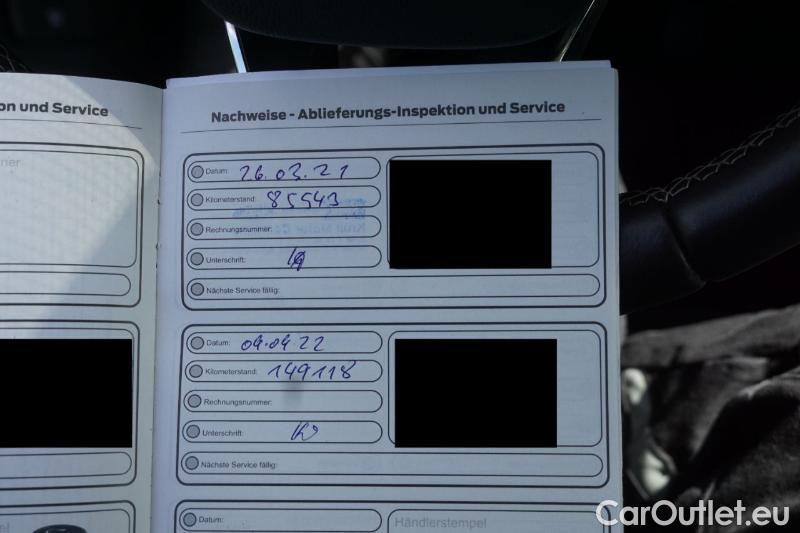 on und Service
Nachweise - Ablieferungs-Inspektion und Service
Datum: 26.03.21
Kilometerstand: 85543
Rechnungsnummer:
Unterschrift:
Nächste Service fällig:
Datum: 04.04.22
Kilometerstand: 149118
Rechnungsnummer:
Unterschrift:
Nächste Service fällig:
Datum:
Händlerstempel
CarOutlet.eu